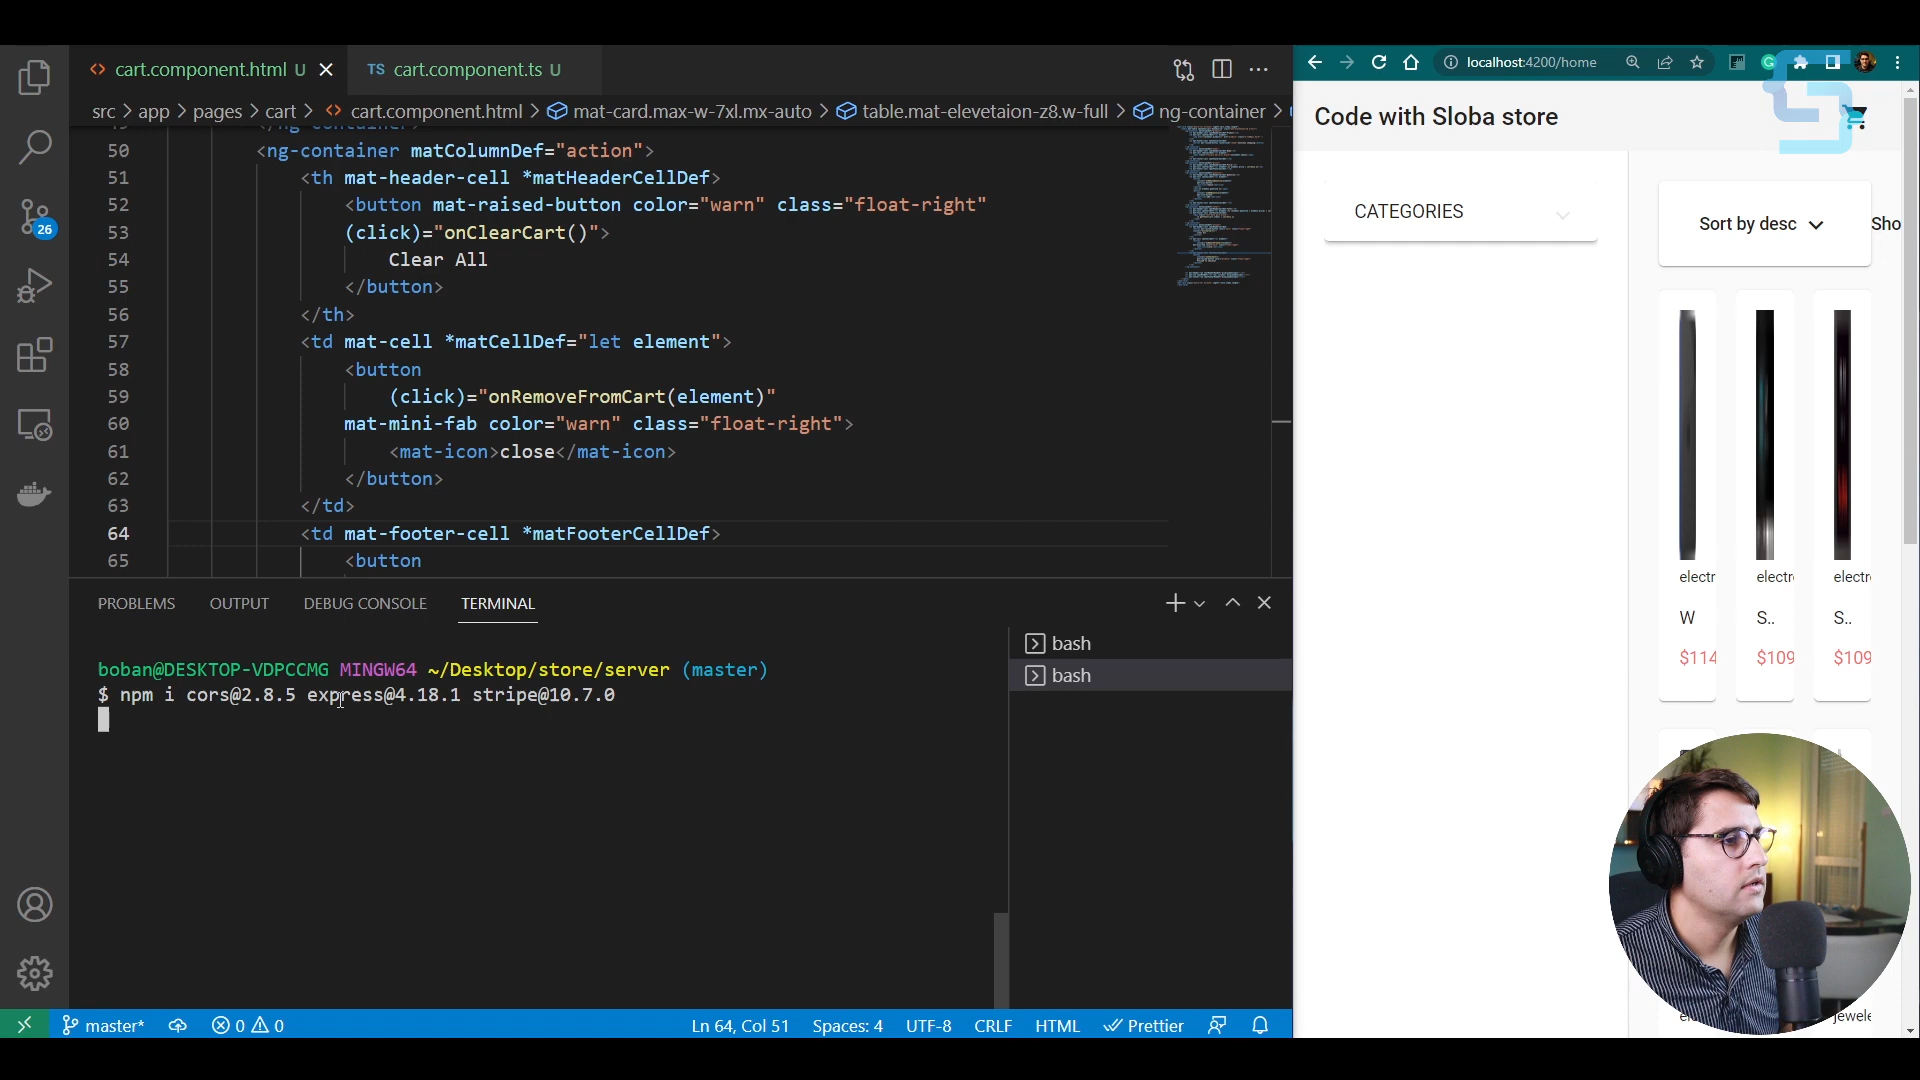 cart.component.html U
TS cart.component.ts U
src > app > pages > cart > cart.component.html > mat-card.max-w-7xl.mx-auto > table.mat-elevetaion-z8.w-full > ng-container >
50 <ng-container matColumnDef="action">
51 <th mat-header-cell *matHeaderCellDef>
52 <button mat-raised-button color="warn" class="float-right"
53 (click)="onClearCart()">
54 Clear All
55 </button>
56 </th>
57 <td mat-cell *matCellDef="let element">
58 <button
59 (click)="onRemoveFromCart(element)"
60 mat-mini-fab color="warn" class="float-right">
61 <mat-icon>close</mat-icon>
62 </button>
63 </td>
64 <td mat-footer-cell *matFooterCellDef>
65 <button
26
PROBLEMS OUTPUT DEBUG CONSOLE TERMINAL
bash
bash
boban@DESKTOP-VDPCCMG MINGW64 ~/Desktop/store/server (master)
$ npm i cors@2.8.5 express@4.18.1 stripe@10.7.0
master* 0 0 Ln 64, Col 51 Spaces: 4 UTF-8 CRLF HTML Prettier
localhost:4200/home
Code with Sloba store
CATEGORIES
Sort by desc
Sho
electr electr electr
W S.. S..
$114 $109 $109
jewele